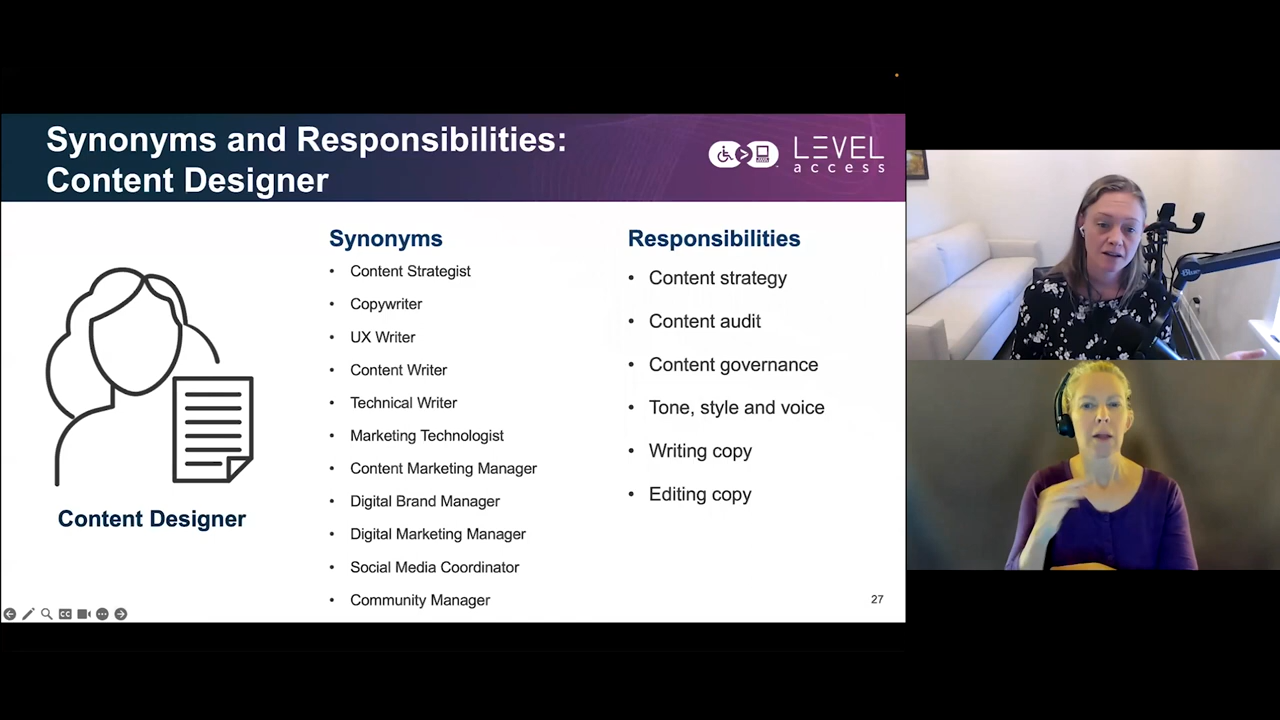 Synonyms and Responsibilities:
Content Designer
LEVEL
access
Synonyms
• Content Strategist
• Copywriter
• UX Writer
• Content Writer
• Technical Writer
• Marketing Technologist
• Content Marketing Manager
• Digital Brand Manager
• Digital Marketing Manager
• Social Media Coordinator
• Community Manager
Responsibilities
• Content strategy
• Content audit
• Content governance
• Tone, style and voice
• Writing copy
• Editing copy
Content Designer
CC
27